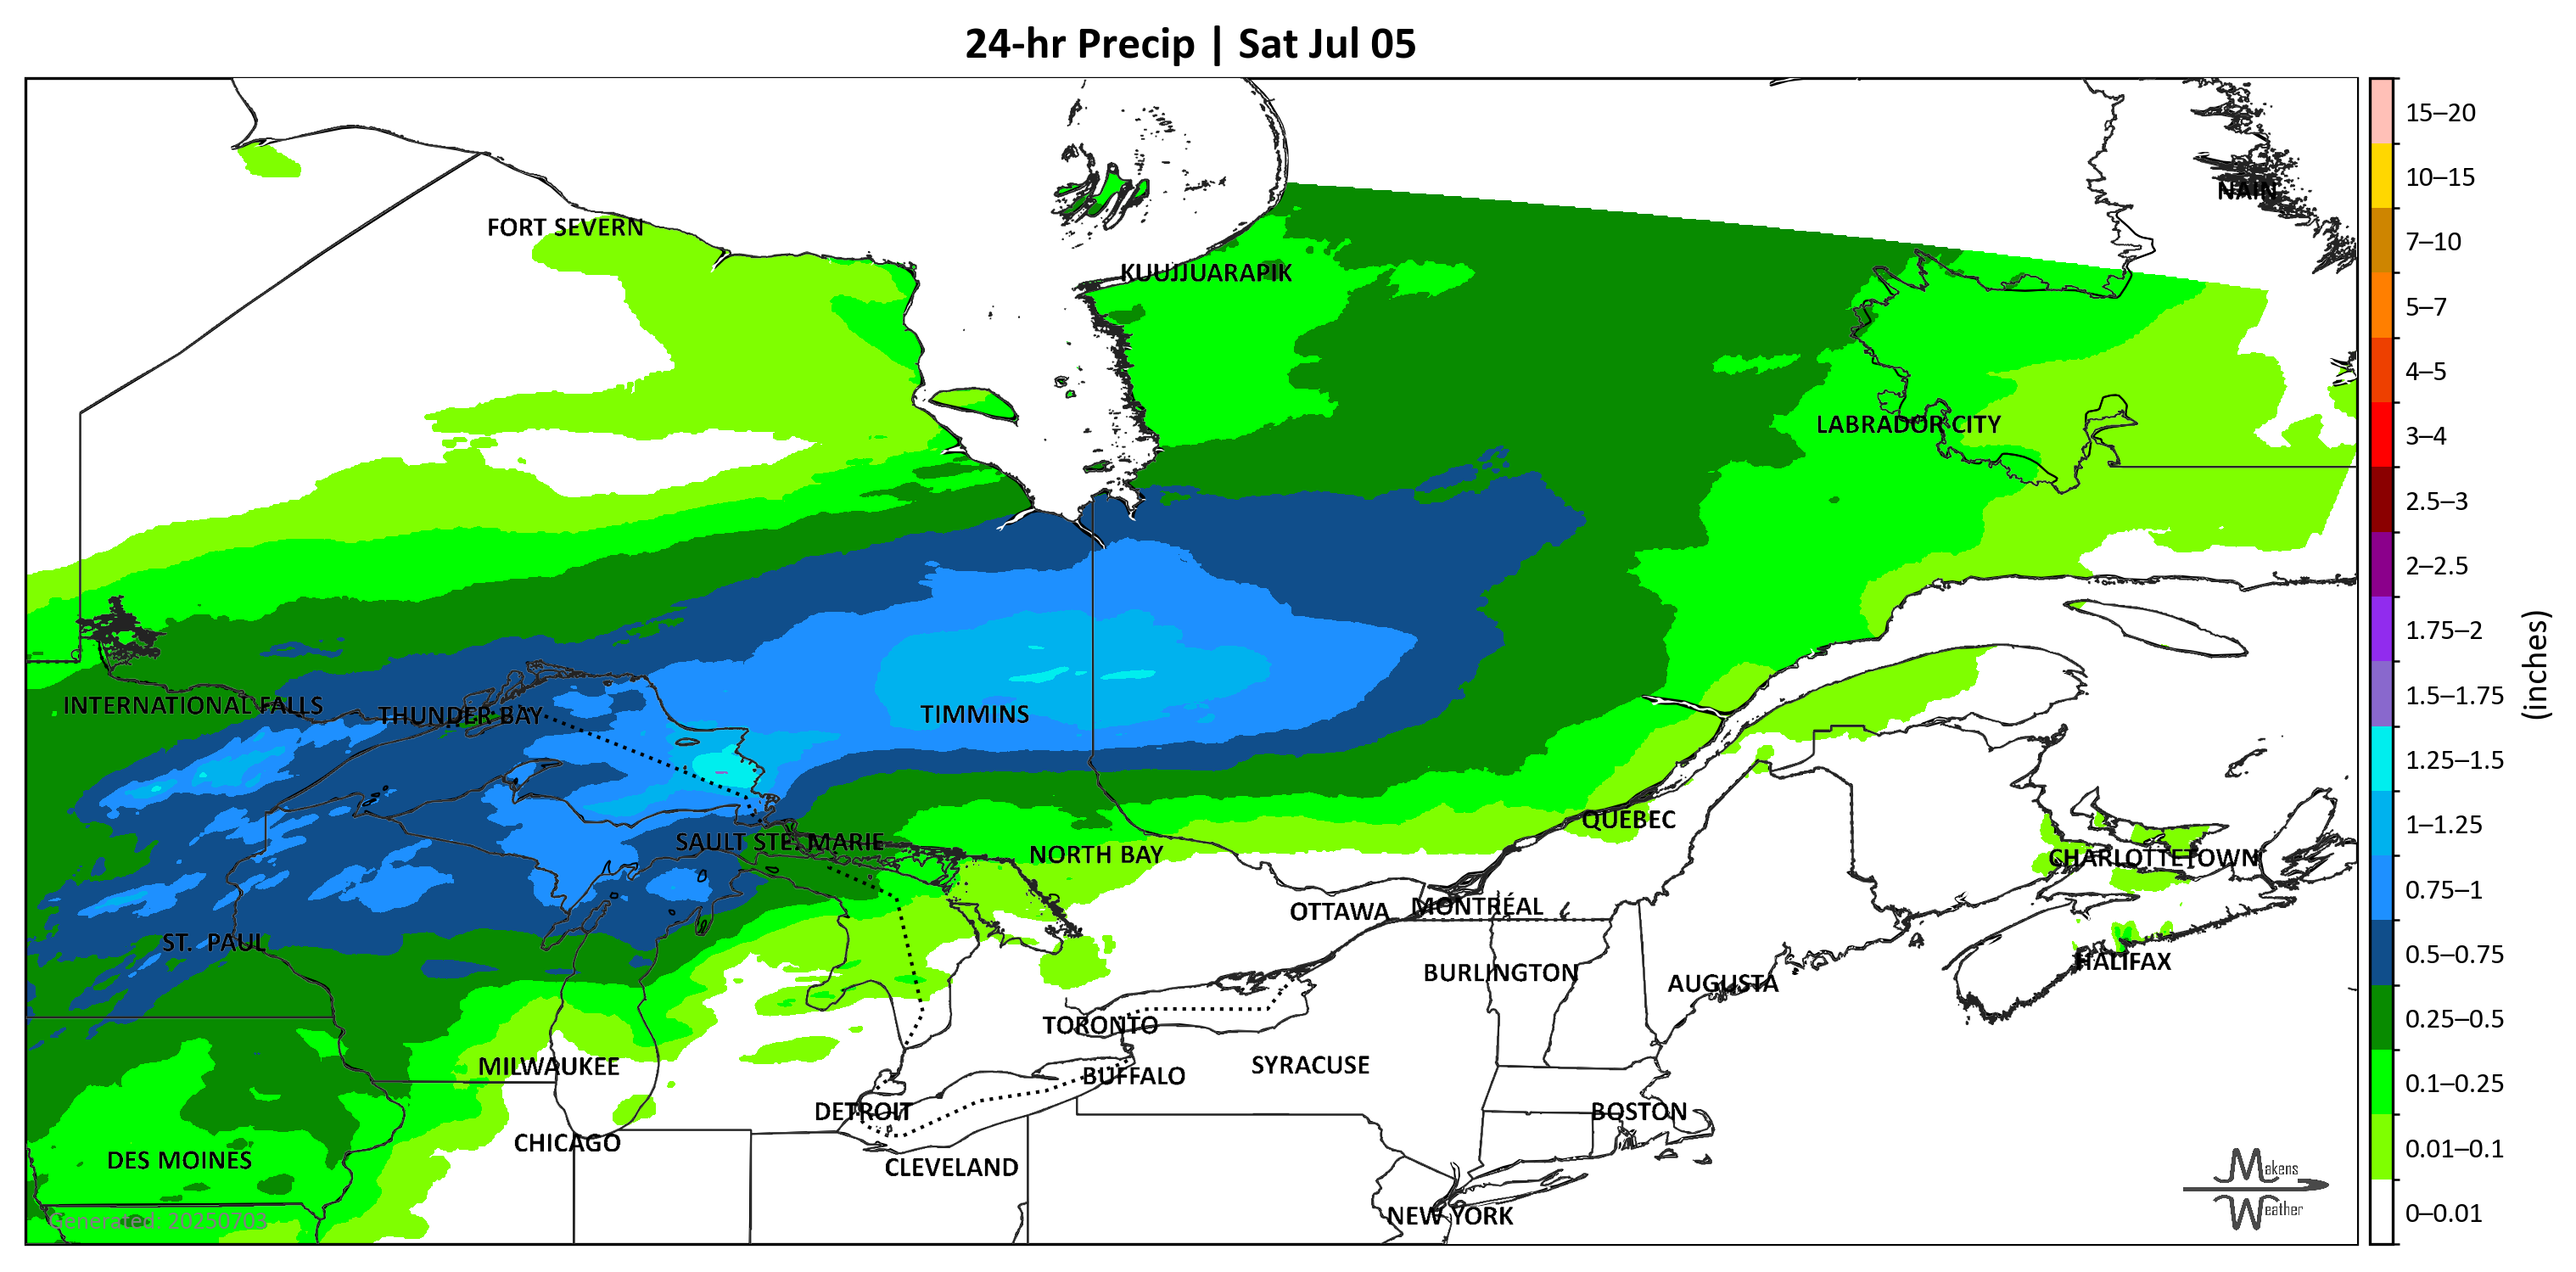 24-hr Precip | Sat Jul 05
NAIN
FORT SEVERN
KUUJJUARAPIK
LABRADOR CITY
INTERNATIONAL FALLS
THUNDER BAY
TIMMINS
QUEBEC
SAULT STE. MARIE
NORTH BAY
CHARLOTTETOWN
OTTAWA
MONTRÉAL
ST. PAUL
HALIFAX
BURLINGTON
AUGUSTA
TORONTO
MILWAUKEE
SYRACUSE
BUFFALO
DETROIT
BOSTON
CHICAGO
DES MOINES
CLEVELAND
NEW YORK
Generated: 20250703
Makens
Weather
15–20
10–15
7–10
5–7
4–5
3–4
2.5–3
2–2.5
1.75–2
1.5–1.75
1.25–1.5
1–1.25
0.75–1
0.5–0.75
0.25–0.5
0.1–0.25
0.01–0.1
0–0.01
(inches)